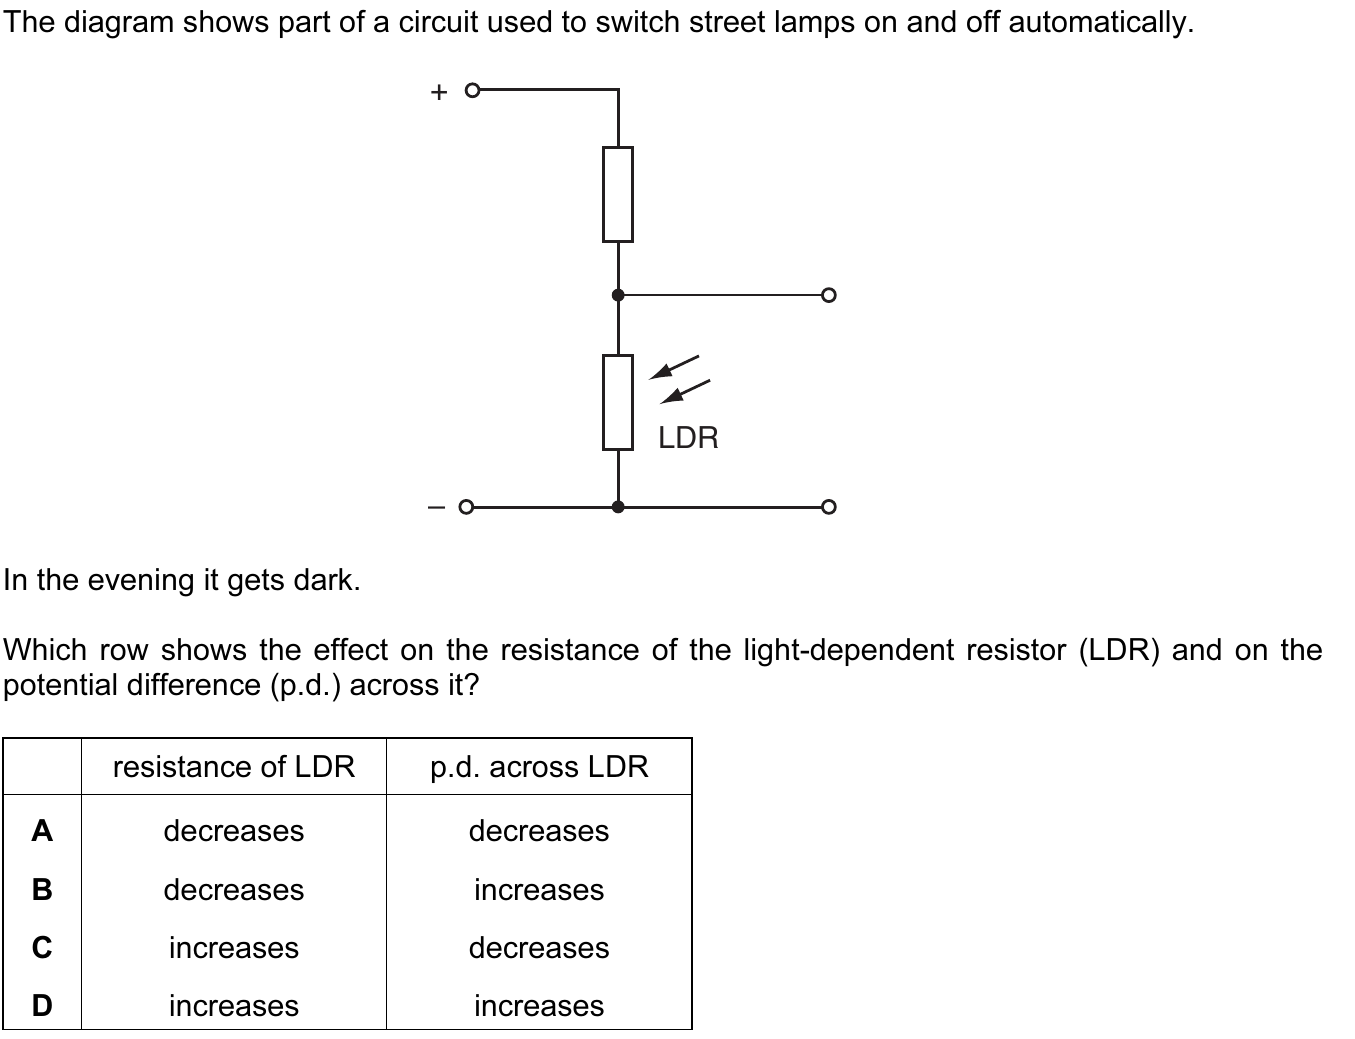 The diagram shows part of a circuit used to switch street lamps on and off automatically.
+
LDR
–
In the evening it gets dark.
Which row shows the effect on the resistance of the light-dependent resistor (LDR) and on the
potential difference (p.d.) across it?
resistance of LDR p.d. across LDR
A decreases decreases
B decreases increases
C increases decreases
D increases increases